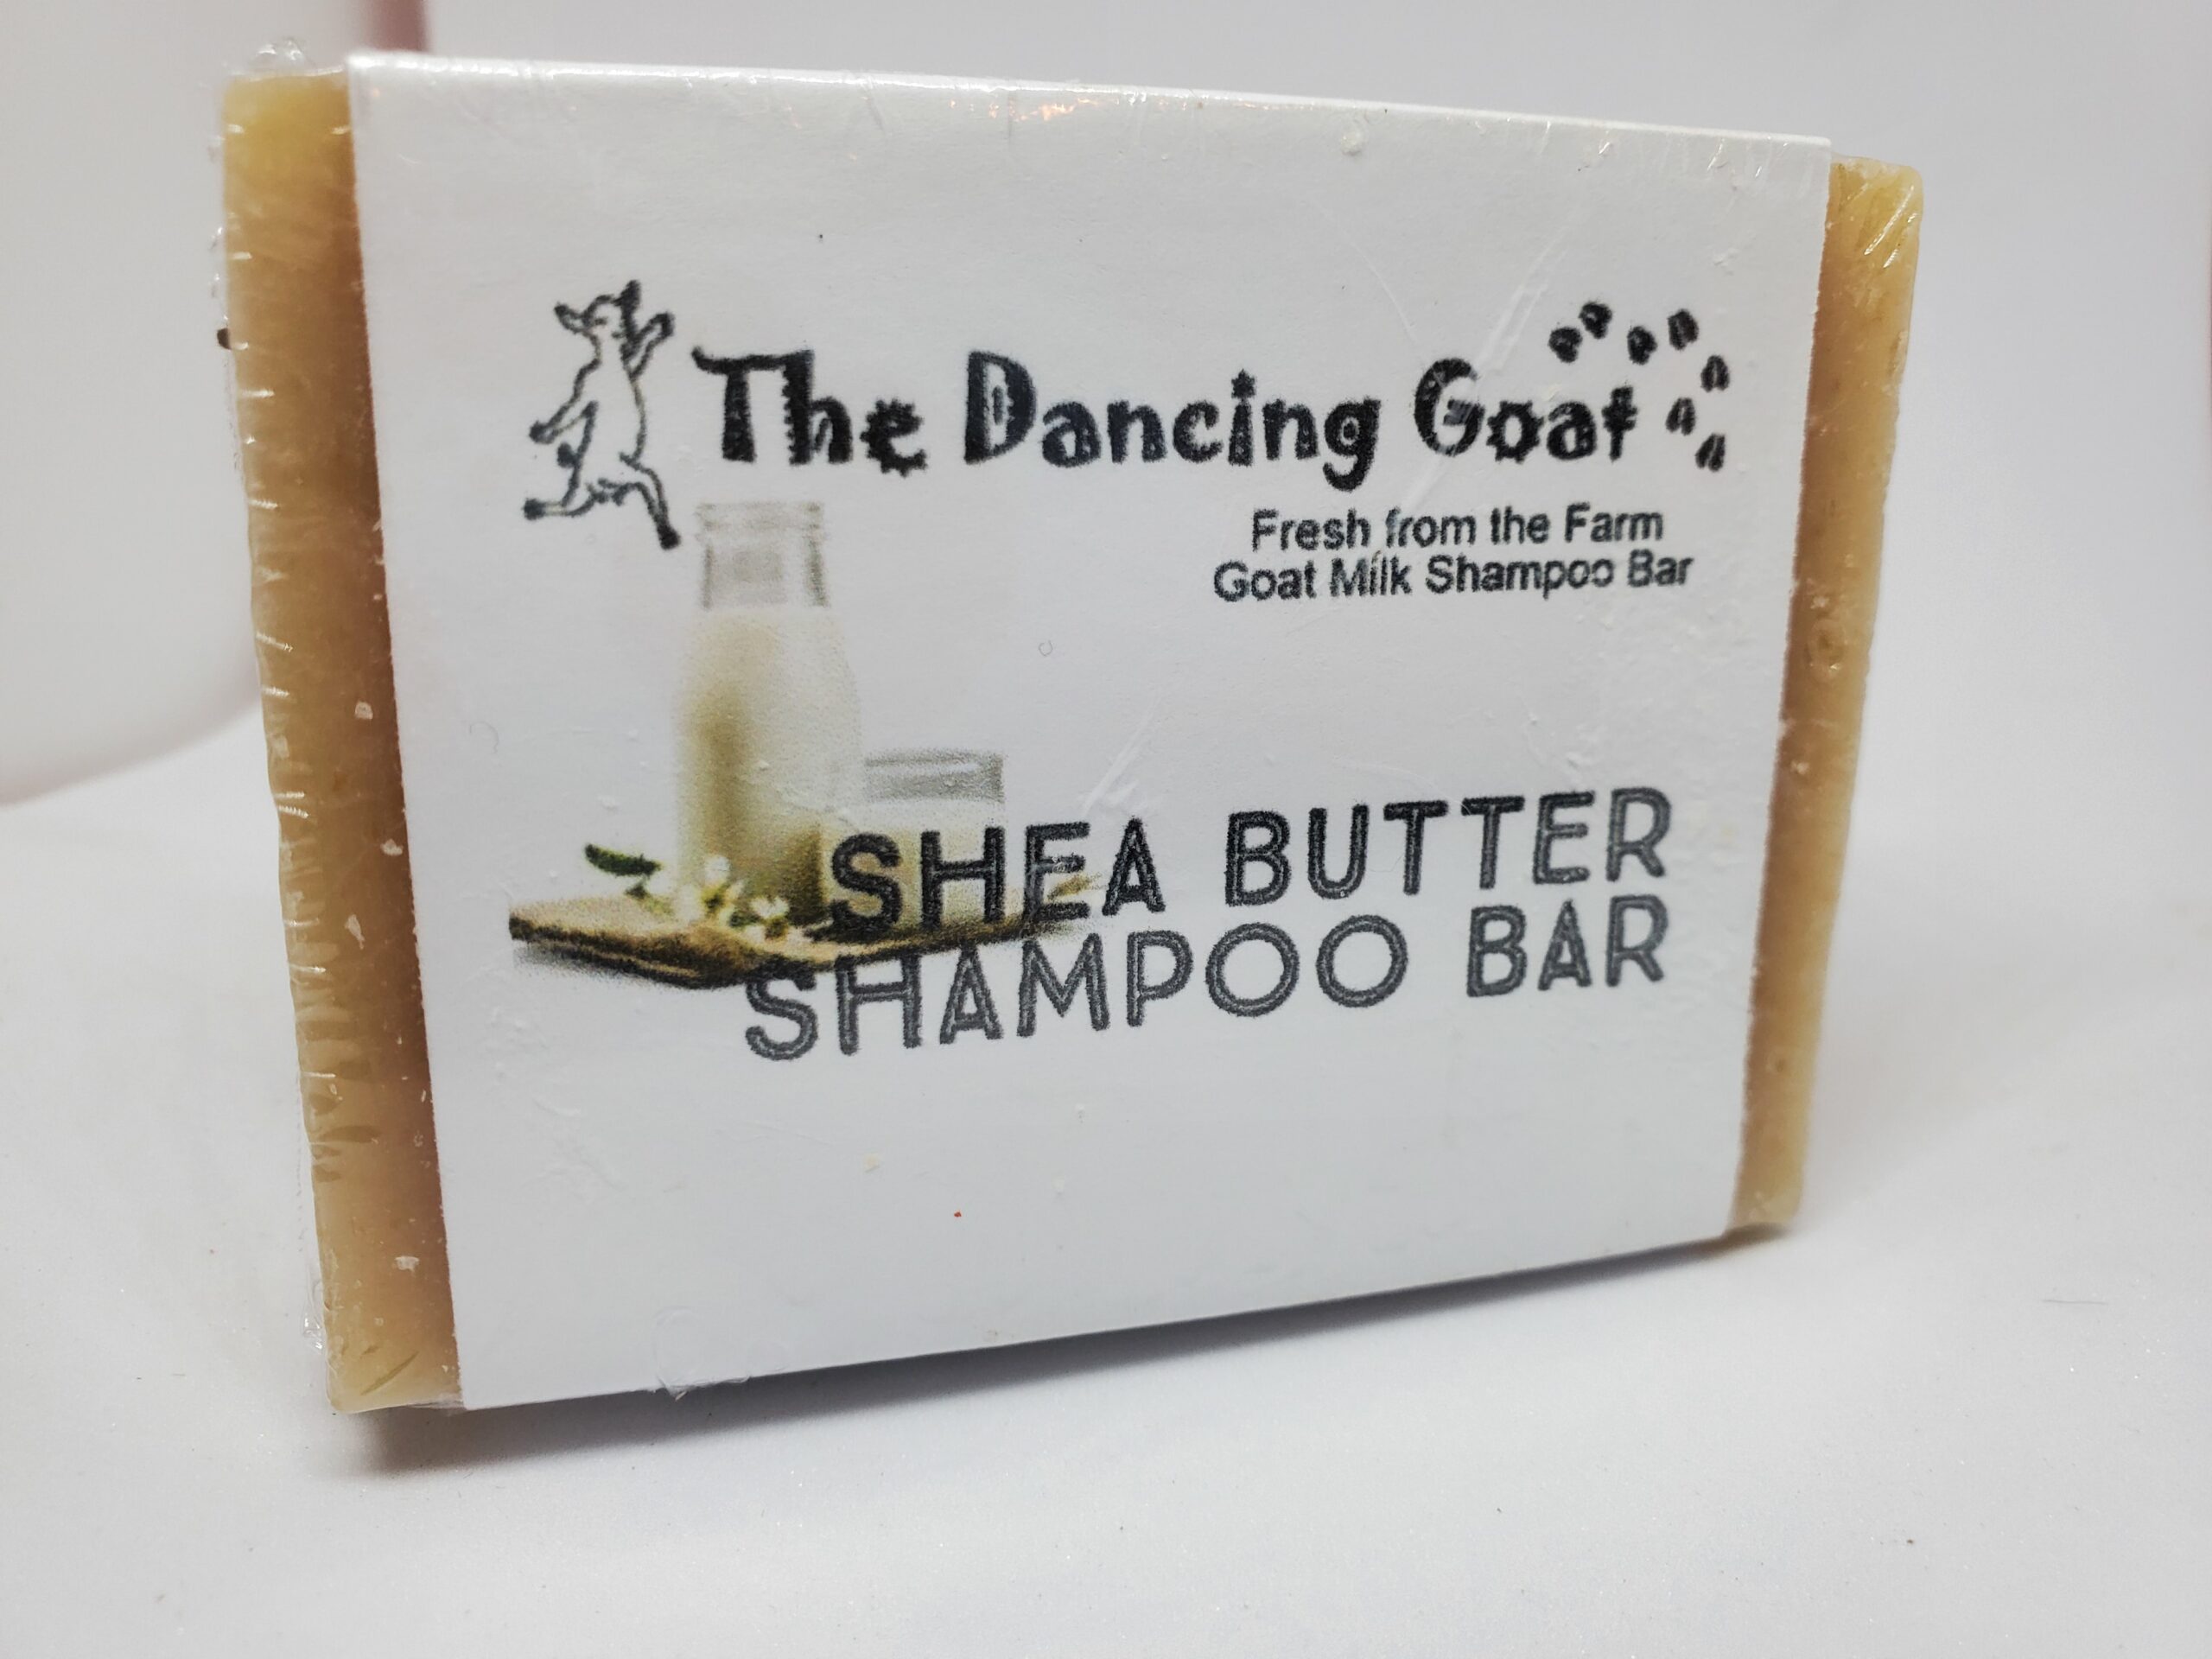 The Dancing Goat
Fresh from the Farm
Goat Milk Shampoo Bar
SHEA BUTTER
SHAMPOO BAR